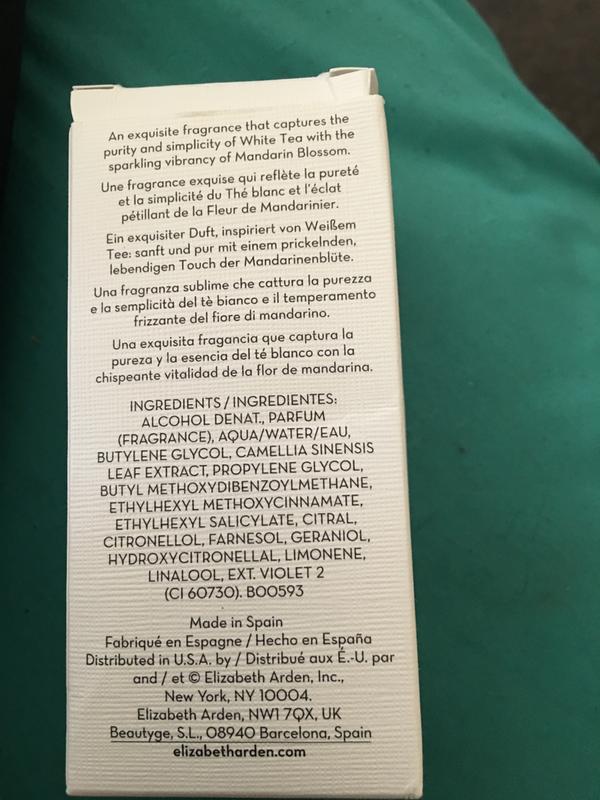 An exquisite fragrance that captures the
purity and simplicity of White Tea with the
sparkling vibrancy of Mandarin Blossom.
Une fragrance exquise qui reflète la pureté
et la simplicité du Thé blanc et l'éclat
pétillant de la Fleur de Mandarinier.
Ein exquisiter Duft, inspiriert von Weißem
Tee: sanft und pur mit einem prickelnden,
lebendigen Touch der Mandarinenblüte.
Una fragranza sublime che cattura la purezza
e la semplicità del tè bianco e il temperamento
frizzante del fiore di mandarino.
Una exquisita fragancia que captura la
pureza y la esencia del té blanco con la
chispeante vitalidad de la flor de mandarina.
INGREDIENTS / INGREDIENTES:
ALCOHOL DENAT., PARFUM
(FRAGRANCE), AQUA/WATER/EAU,
BUTYLENE GLYCOL, CAMELLIA SINENSIS
LEAF EXTRACT, PROPYLENE GLYCOL,
BUTYL METHOXYDIBENZOYLMETHANE,
ETHYLHEXYL METHOXYCINNAMATE,
ETHYLHEXYL SALICYLATE, CITRAL,
CITRONELLOL, FARNESOL, GERANIOL,
HYDROXYCITRONELLAL, LIMONENE,
LINALOOL, EXT. VIOLET 2
(CI 60730). B00593
Made in Spain
Fabriqué en Espagne / Hecho en España
Distributed in U.S.A. by / Distribué aux É.-U. par
and / et © Elizabeth Arden, Inc.,
New York, NY 10004.
Elizabeth Arden, NW1 7QX, UK
Beautyge, S.L., 08940 Barcelona, Spain
elizabetharden.com